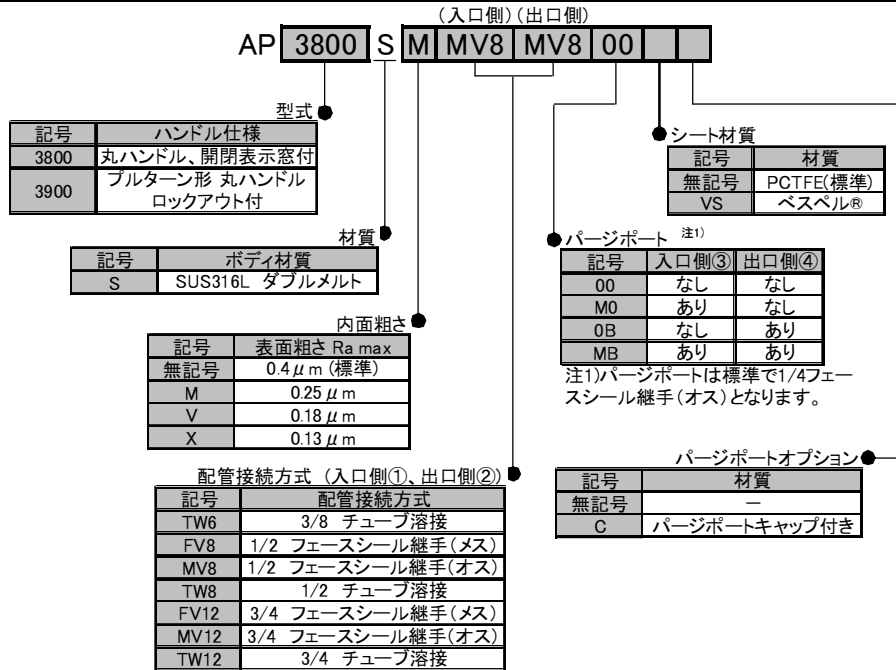 (入口側)(出口側)
AP 3800 S M MV8 MV8 00
型式
記号 ハンドル仕様
3800 丸ハンドル、開閉表示窓付
3900 プルターン形 丸ハンドル
ロックアウト付
材質
記号 ボディ材質
S SUS316L ダブルメルト
内面粗さ
記号 表面粗さ Ra max
無記号 0.4μm (標準)
M 0.25 μm
V 0.18 μm
X 0.13 μm
配管接続方式 (入口側①、出口側②)
記号 配管接続方式
TW6 3/8 チューブ溶接
FV8 1/2 フェースシール継手(メス)
MV8 1/2 フェースシール継手(オス)
TW8 1/2 チューブ溶接
FV12 3/4 フェースシール継手(メス)
MV12 3/4 フェースシール継手(オス)
TW12 3/4 チューブ溶接
シート材質
記号 材質
無記号 PCTFE(標準)
VS ベスペル®
パージポート 注1)
記号 入口側③ 出口側④
00 なし なし
M0 あり なし
0B なし あり
MB あり あり
注1)パージポートは標準で1/4フェー
スシール継手(オス)となります。
パージポートオプション
記号 材質
無記号 －
C パージポートキャップ付き